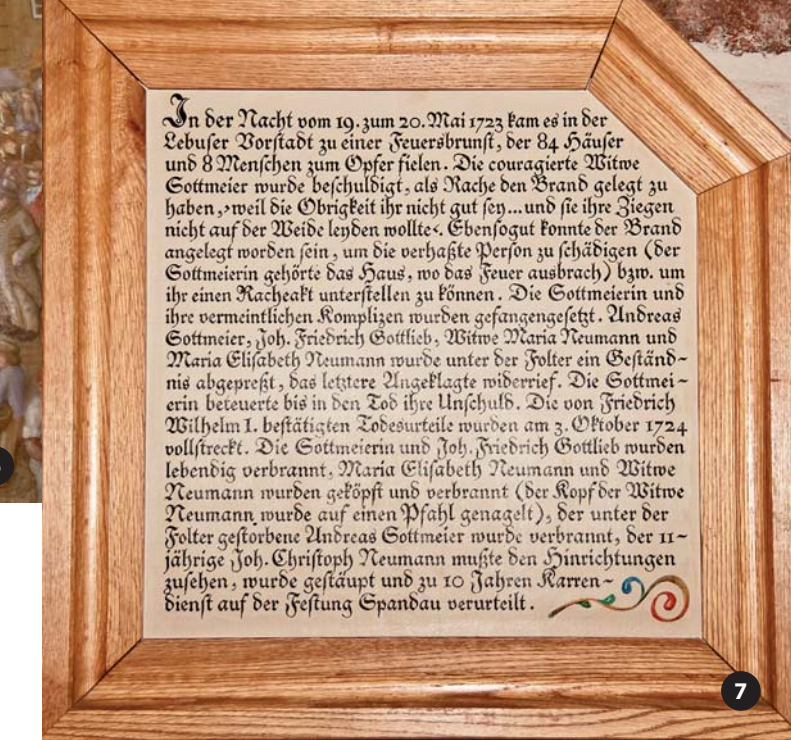 In der Nacht vom 19. zum 20. Mai 1723 kam es in der
Lebuser Vorstadt zu einer Feuersbrunst, der 84 Häuser
und 8 Menschen zum Opfer fielen. Die couragierte Witwe
Gottmeier wurde beschuldigt, als Rache den Brand gelegt zu
haben, ›weil die Obrigkeit ihr nicht gut sey... und sie ihre Ziegen
nicht auf der Weide leyden wollte‹. Ebensogut konnte der Brand
angelegt worden sein, um die verhaßte Person zu schädigen (der
Gottmeierin gehörte das Haus, wo das Feuer ausbrach) bzw. um
ihr einen Racheakt unterstellen zu können. Die Gottmeierin und
ihre vermeintlichen Komplizen wurden gefangengesetzt. Andreas
Gottmeier, Joh. Friedrich Gottlieb, Witwe Maria Neumann und
Maria Elisabeth Neumann wurde unter der Folter ein Geständ-
nis abgepreßt, das letztere Angeklagte widerrief. Die Gottmei-
erin beteuerte bis in den Tod ihre Unschuld. Die von Friedrich
Wilhelm I. bestätigten Todesurteile wurden am 3. Oktober 1724
vollstreckt. Die Gottmeierin und Joh. Friedrich Gottlieb wurden
lebendig verbrannt, Maria Elisabeth Neumann und Witwe
Neumann wurden geköpft und verbrannt (der Kopf der Witwe
Neumann wurde auf einen Pfahl genagelt), der unter der
Folter gestorbene Andreas Gottmeier wurde verbrannt, der 11-
jährige Joh. Christoph Neumann mußte den Hinrichtungen
zusehen, wurde gestäupt und zu 10 Jahren Karren-
dienst auf der Festung Spandau verurteilt.
7